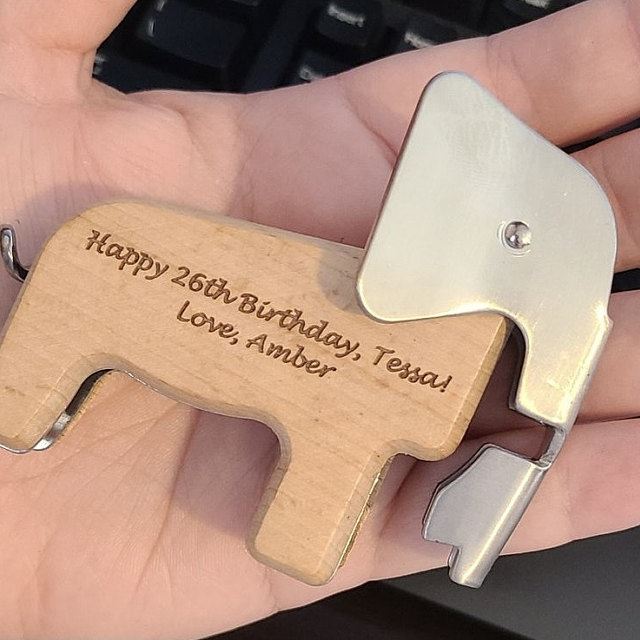 Happy 26th Birthday, Tessa!
Love, Amber